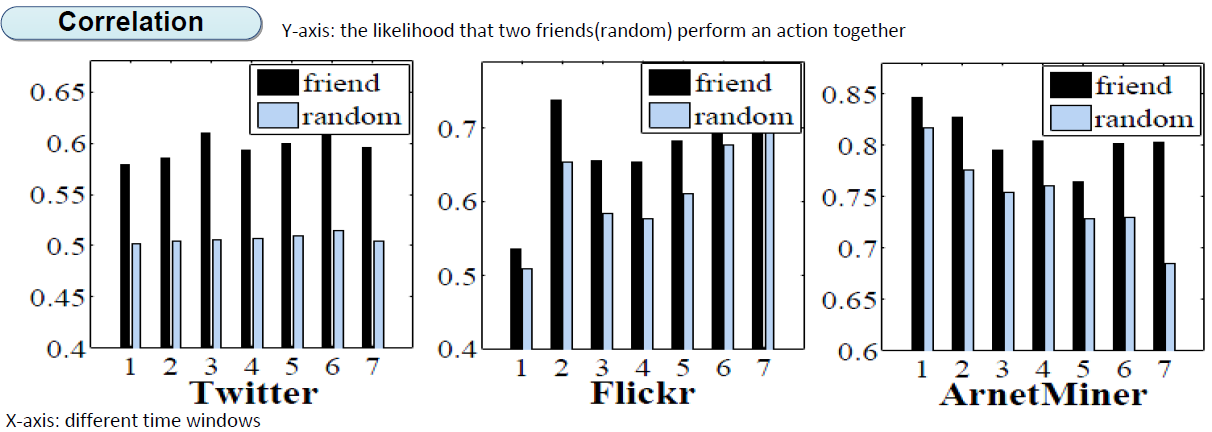 Correlation
Y-axis: the likelihood that two friends(random) perform an action together
friend
random
0.65
0.6
0.55
0.5
0.45
0.4
1 2 3 4 5 6 7
Twitter
friend
random
0.7
0.6
0.5
0.4
1 2 3 4 5 6 7
Flickr
friend
random
0.85
0.8
0.75
0.7
0.65
0.6
1 2 3 4 5 6 7
ArnetMiner
X-axis: different time windows